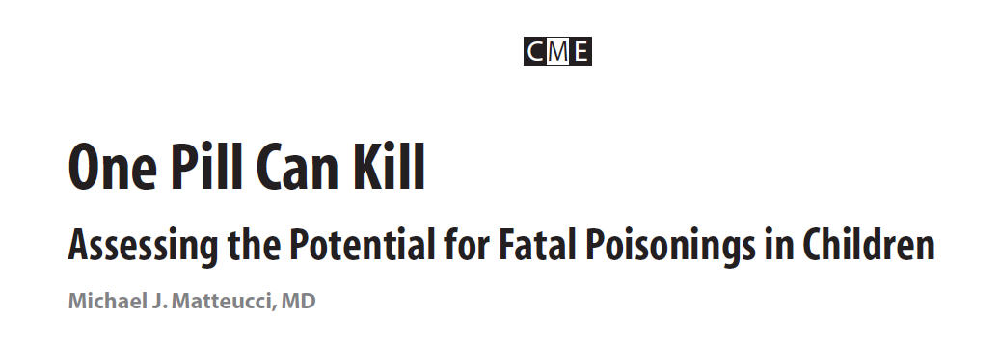 CME
One Pill Can Kill
Assessing the Potential for Fatal Poisonings in Children
Michael J. Matteucci, MD